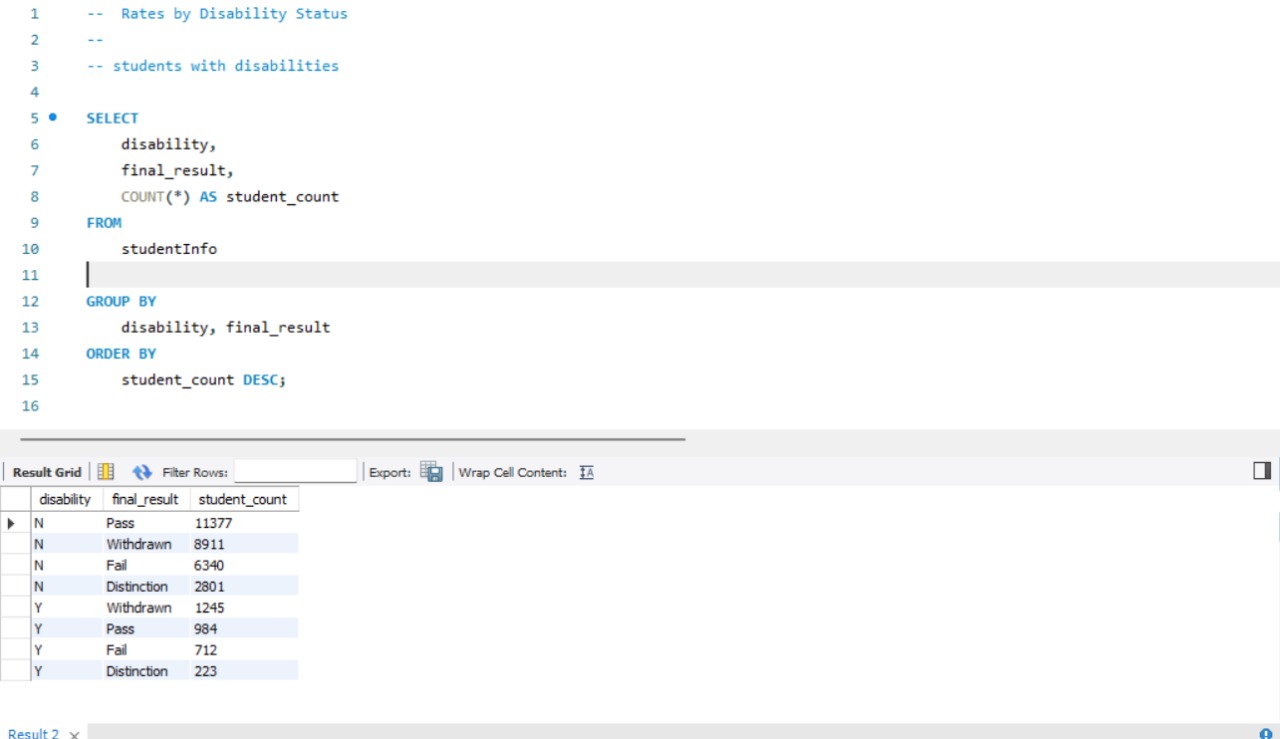 1 -- Rates by Disability Status
2 --
3 -- students with disabilities
4
5 SELECT
6 disability,
7 final_result,
8 COUNT(*) AS student_count
9 FROM
10 studentInfo
11
12 GROUP BY
13 disability, final_result
14 ORDER BY
15 student_count DESC;
16
Result Grid Filter Rows: Export: Wrap Cell Content: IA
disability final_result student_count
N Pass 11377
N Withdrawn 8911
N Fail 6340
N Distinction 2801
Y Withdrawn 1245
Y Pass 984
Y Fail 712
Y Distinction 223
Result 2 ×